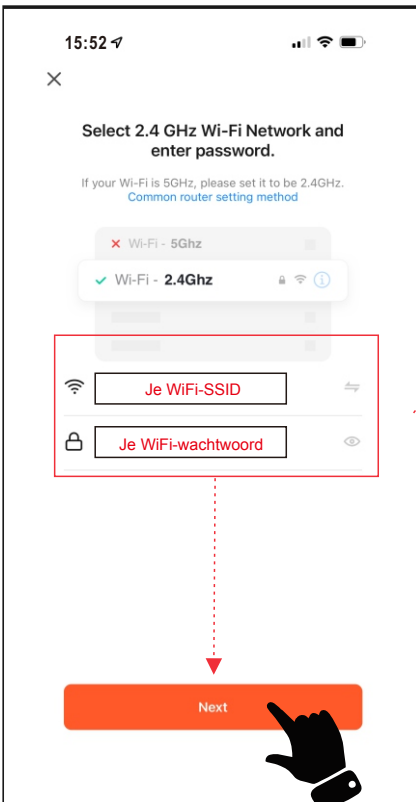 15:52
Select 2.4 GHz Wi-Fi Network and
enter password.
If your Wi-Fi is 5GHz, please set it to be 2.4GHz.
Common router setting method
Wi-Fi - 5Ghz
Wi-Fi - 2.4Ghz
Je WiFi-SSID
Je WiFi-wachtwoord
Next